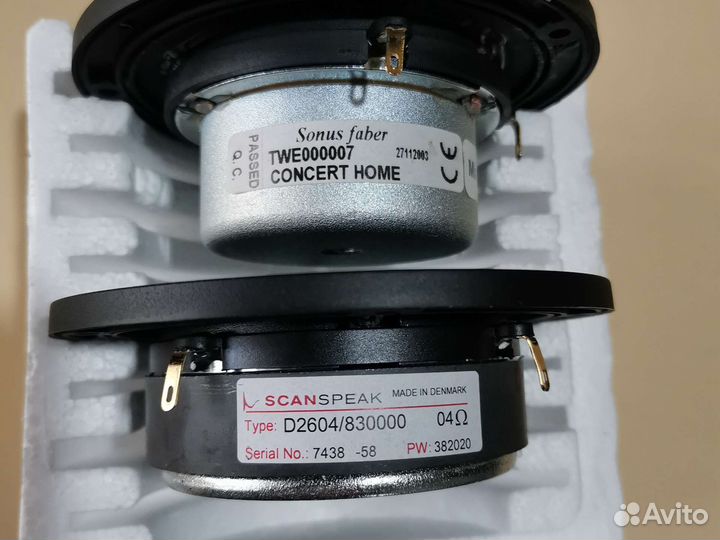 Sonus faber
PASSED
Q.C.
TWE000007 27112003
CONCERT HOME
CE
M
SCANSPEAK MADE IN DENMARK
Type: D2604/830000 04Ω
Serial No.: 7438 -58 PW: 382020
Avito